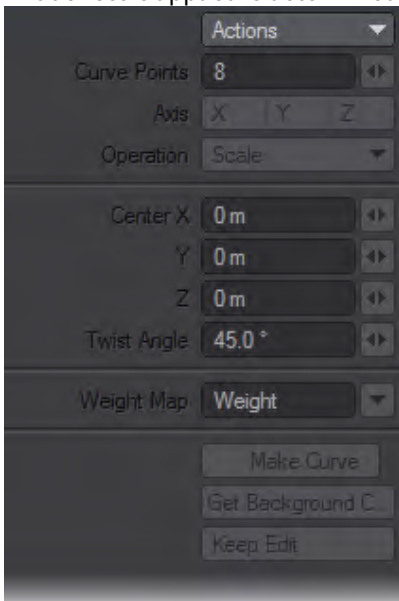 Actions
Curve Points 8
Axis X Y Z
Operation Scale
Center X 0 m
Y 0 m
Z 0 m
Twist Angle 45.0 °
Weight Map Weight
Make Curve
Get Background C...
Keep Edit